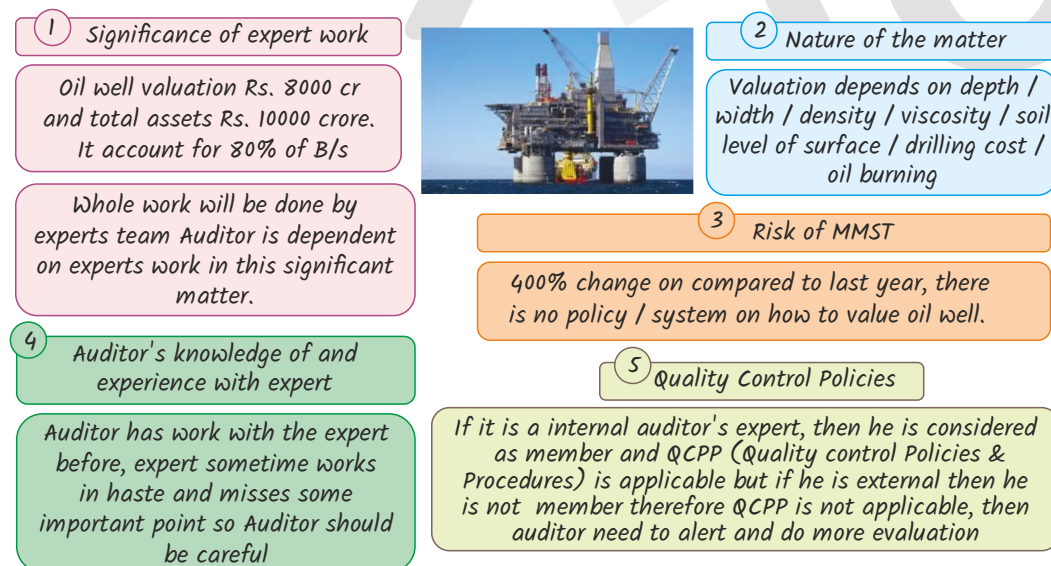 1
Significance of expert work
Oil well valuation Rs. 8000 cr
and total assets Rs. 10000 crore.
It account for 80% of B/s
Whole work will be done by
experts team Auditor is dependent
on experts work in this significant
matter.
2
Nature of the matter
Valuation depends on depth /
width / density / viscosity / soil
level of surface / drilling cost /
oil burning
3
Risk of MMST
400% change on compared to last year, there
is no policy / system on how to value oil well.
4
Auditor's knowledge of and
experience with expert
Auditor has work with the expert
before, expert sometime works
in haste and misses some
important point so Auditor should
be careful
5
Quality Control Policies
If it is a internal auditor's expert, then he is considered
as member and QCPP (Quality control Policies &
Procedures) is applicable but if he is external then he
is not member therefore QCPP is not applicable, then
auditor need to alert and do more evaluation